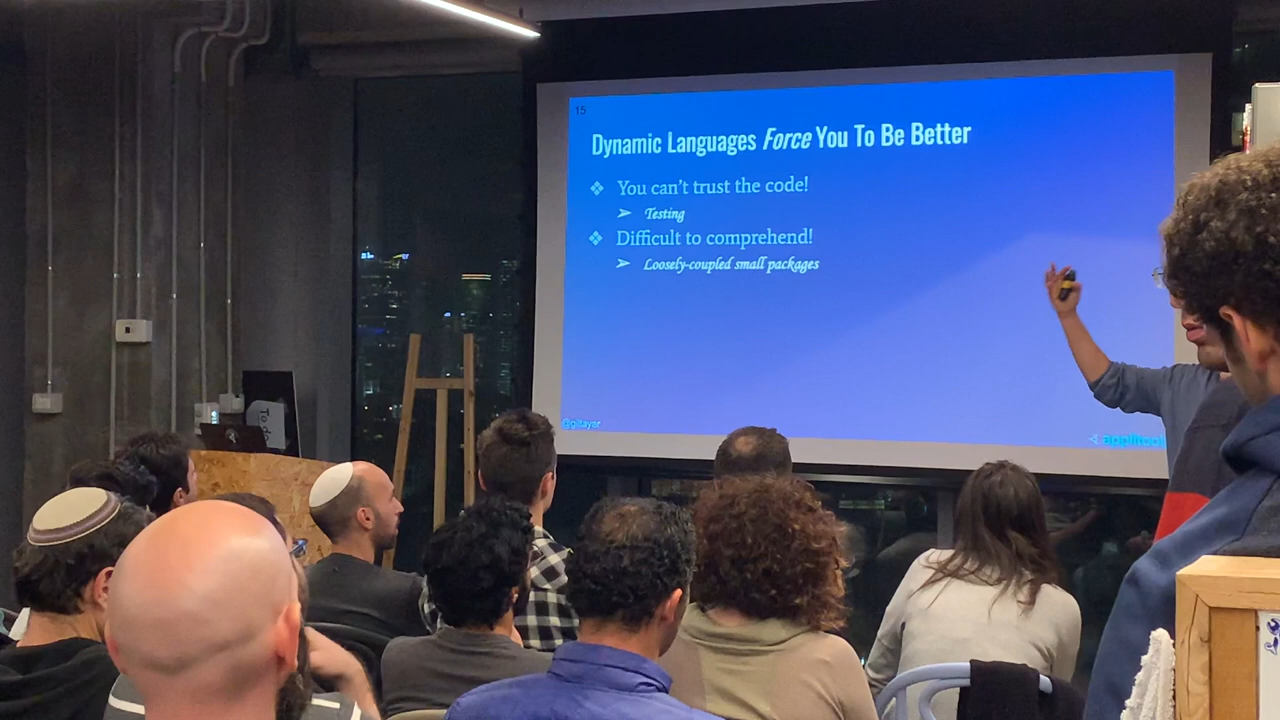 15
Dynamic Languages Force You To Be Better
❖ You can't trust the code!
➢ Testing
❖ Difficult to comprehend!
➢ Loosely-coupled small packages
@giltayar
applitool